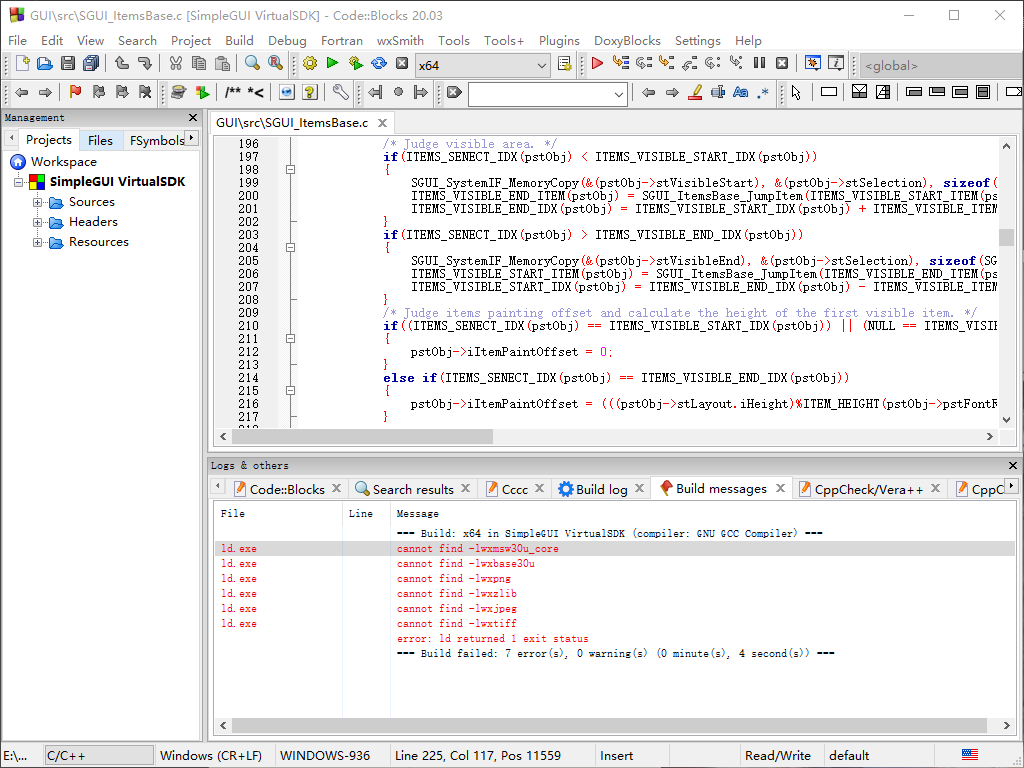 GUI\src\SGUI_ItemsBase.c [SimpleGUI VirtualSDK] - Code::Blocks 20.03
File Edit View Search Project Build Debug Fortran wxSmith Tools Tools+ Plugins DoxyBlocks Settings Help
x64
<global>
/** *<
Aa .*
Management
GUI\src\SGUI_ItemsBase.c
Projects Files FSymbols
Workspace
SimpleGUI VirtualSDK
Sources
Headers
Resources
196 /* Judge visible area. */
197 if(ITEMS_SENECT_IDX(pstObj) < ITEMS_VISIBLE_START_IDX(pstObj))
198 {
199 SGUI_SystemIF_MemoryCopy(&(pstObj->stVisibleStart), &(pstObj->stSelection), sizeof(
200 ITEMS_VISIBLE_END_ITEM(pstObj) = SGUI_ItemsBase_JumpItem(ITEMS_VISIBLE_START_ITEM(ps
201 ITEMS_VISIBLE_END_IDX(pstObj) = ITEMS_VISIBLE_START_IDX(pstObj) + ITEMS_VISIBLE_ITEM
202 }
203 if(ITEMS_SENECT_IDX(pstObj) > ITEMS_VISIBLE_END_IDX(pstObj))
204 {
205 SGUI_SystemIF_MemoryCopy(&(pstObj->stVisibleEnd), &(pstObj->stSelection), sizeof(SG
206 ITEMS_VISIBLE_START_ITEM(pstObj) = SGUI_ItemsBase_JumpItem(ITEMS_VISIBLE_END_ITEM(ps
207 ITEMS_VISIBLE_START_IDX(pstObj) = ITEMS_VISIBLE_END_IDX(pstObj) - ITEMS_VISIBLE_ITEM
208 }
209 /* Judge items painting offset and calculate the height of the first visible item. */
210 if((ITEMS_SENECT_IDX(pstObj) == ITEMS_VISIBLE_START_IDX(pstObj)) || (NULL == ITEMS_VISI
211 {
212 pstObj->iItemPaintOffset = 0;
213 }
214 else if(ITEMS_SENECT_IDX(pstObj) == ITEMS_VISIBLE_END_IDX(pstObj))
215 {
216 pstObj->iItemPaintOffset = (((pstObj->stLayout.iHeight)%ITEM_HEIGHT(pstObj->pstFontR
217 }
Logs & others
Code::Blocks Search results Cccc Build log Build messages CppCheck/Vera++ CppC
File Line Message
=== Build: x64 in SimpleGUI VirtualSDK (compiler: GNU GCC Compiler) ===
ld.exe cannot find -lwxmsw30u_core
ld.exe cannot find -lwxbase30u
ld.exe cannot find -lwxpng
ld.exe cannot find -lwxzlib
ld.exe cannot find -lwxjpeg
ld.exe cannot find -lwxtiff
error: ld returned 1 exit status
=== Build failed: 7 error(s), 0 warning(s) (0 minute(s), 4 second(s)) ===
E:\... C/C++ Windows (CR+LF) WINDOWS-936 Line 225, Col 117, Pos 11559 Insert Read/Write default